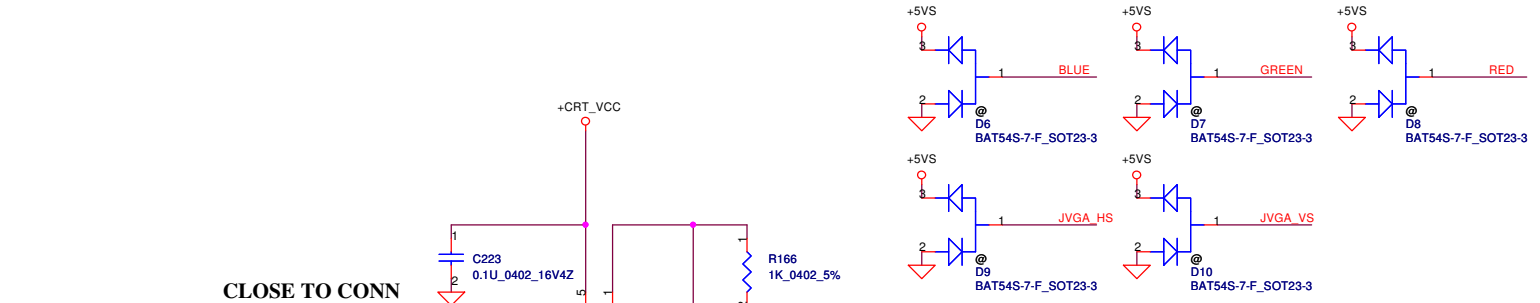 +5VS
+5VS
+5VS
3
3
3
1
BLUE
1
GREEN
1
RED
2
2
2
@
@
@
D6
D7
D8
BAT54S-7-F_SOT23-3
BAT54S-7-F_SOT23-3
BAT54S-7-F_SOT23-3
+CRT_VCC
+5VS
+5VS
3
3
1
JVGA_HS
1
JVGA_VS
2
2
@
@
D9
D10
BAT54S-7-F_SOT23-3
BAT54S-7-F_SOT23-3
1
C223
0.1U_0402_16V4Z
2
1
R166
1K_0402_5%
5
1
CLOSE TO CONN